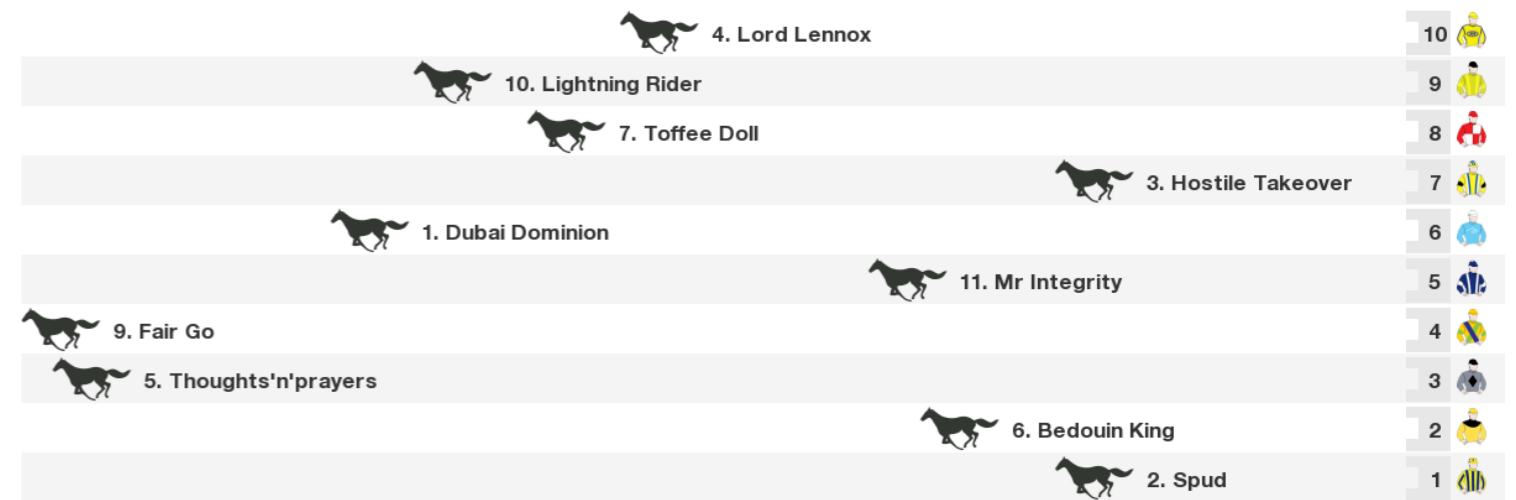 4. Lord Lennox 10
10. Lightning Rider 9
7. Toffee Doll 8
3. Hostile Takeover 7
1. Dubai Dominion 6
11. Mr Integrity 5
9. Fair Go 4
5. Thoughts'n'prayers 3
6. Bedouin King 2
2. Spud 1